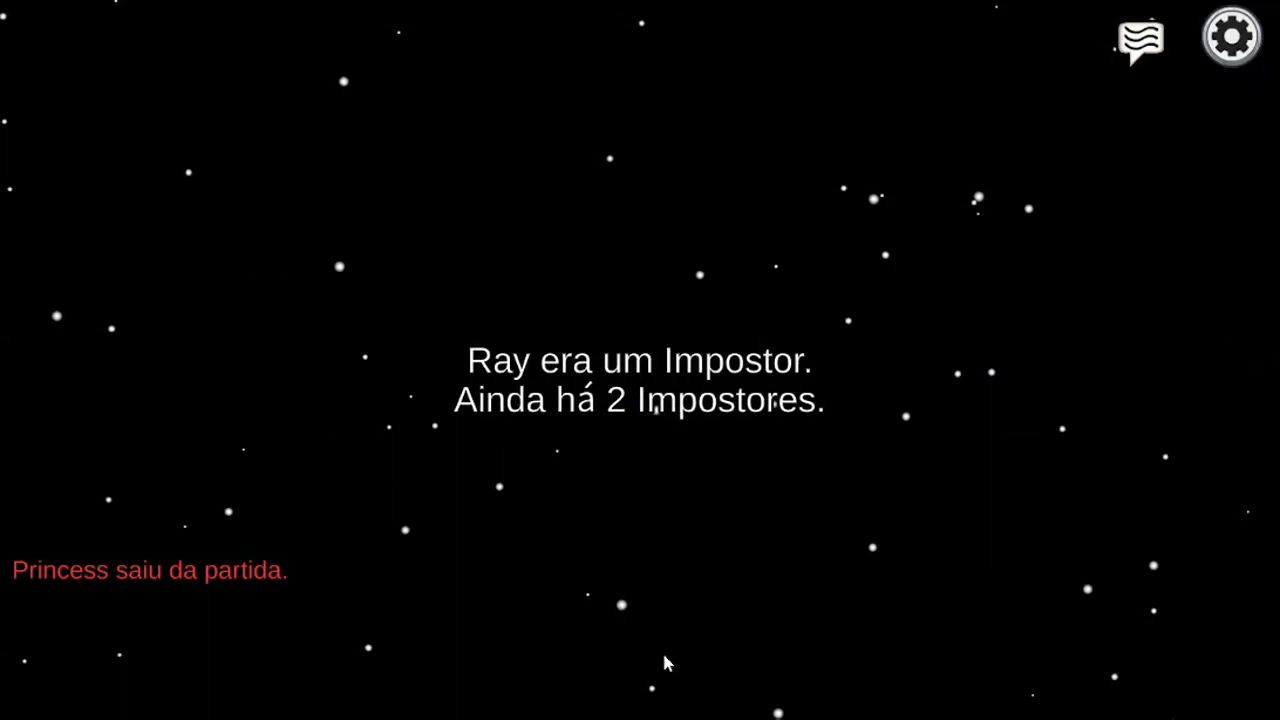 Ray era um Impostor.
Ainda há 2 Impostores.
Princess saiu da partida.